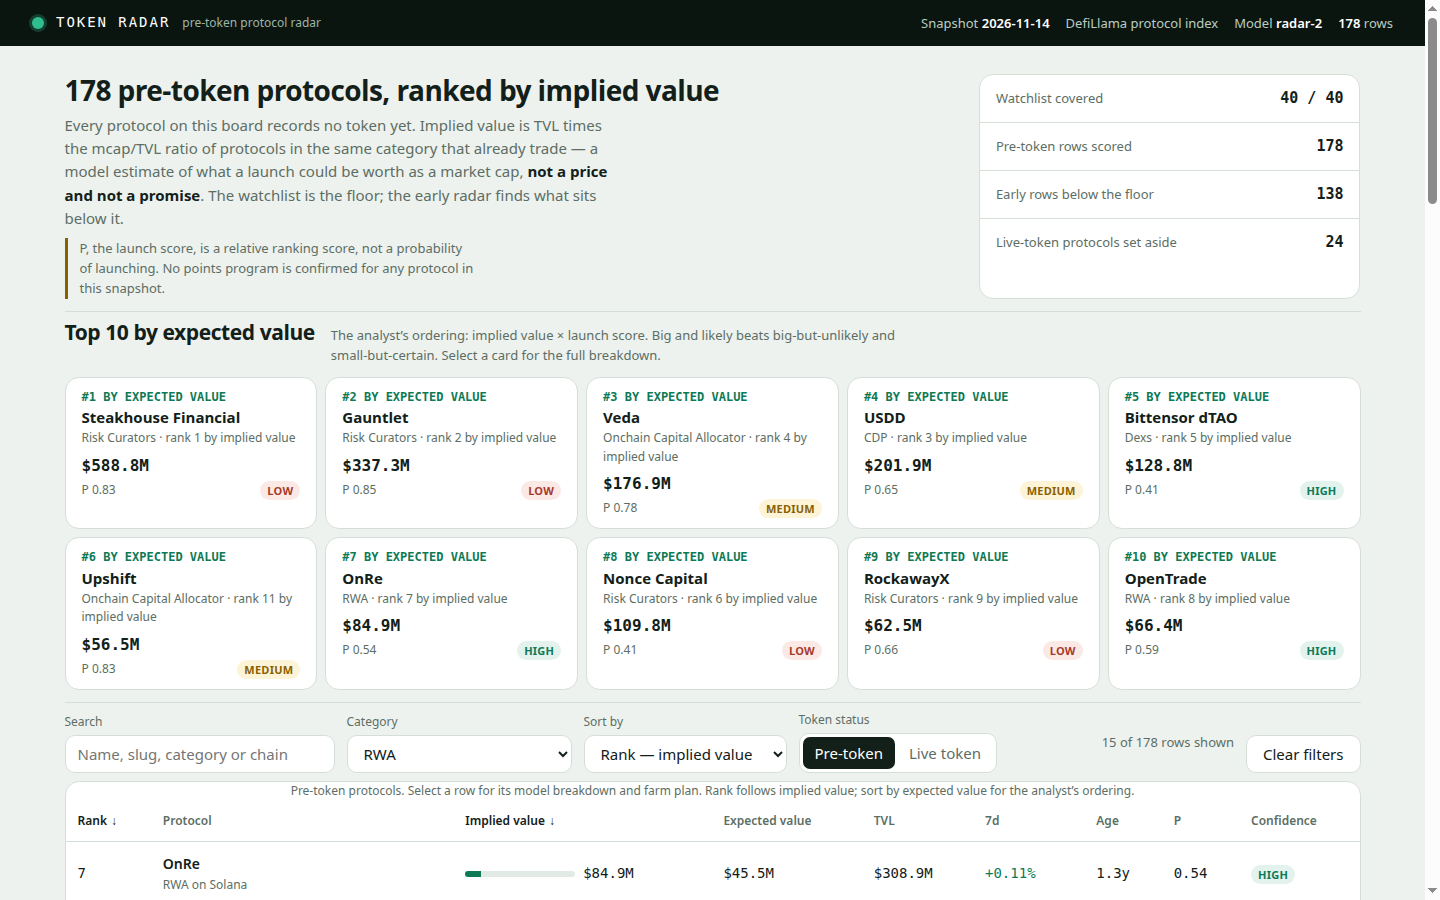 TOKEN RADAR pre-token protocol radar
Snapshot 2026-11-14 DefiLlama protocol index Model radar-2 178 rows
178 pre-token protocols, ranked by implied value
Every protocol on this board records no token yet. Implied value is TVL times
the mcap/TVL ratio of protocols in the same category that already trade — a
model estimate of what a launch could be worth as a market cap, not a price
and not a promise. The watchlist is the floor; the early radar finds what sits
below it.
P, the launch score, is a relative ranking score, not a probability
of launching. No points program is confirmed for any protocol in
this snapshot.
Watchlist covered 40 / 40
Pre-token rows scored 178
Early rows below the floor 138
Live-token protocols set aside 24
Top 10 by expected value
The analyst's ordering: implied value × launch score. Big and likely beats big-but-unlikely and
small-but-certain. Select a card for the full breakdown.
#1 BY EXPECTED VALUE
Steakhouse Financial
Risk Curators · rank 1 by implied value
$588.8M
P 0.83 LOW
#2 BY EXPECTED VALUE
Gauntlet
Risk Curators · rank 2 by implied value
$337.3M
P 0.85 LOW
#3 BY EXPECTED VALUE
Veda
Onchain Capital Allocator · rank 4 by
implied value
$176.9M
P 0.78 MEDIUM
#4 BY EXPECTED VALUE
USDD
CDP · rank 3 by implied value
$201.9M
P 0.65 MEDIUM
#5 BY EXPECTED VALUE
Bittensor dTAO
Dexs · rank 5 by implied value
$128.8M
P 0.41 HIGH
#6 BY EXPECTED VALUE
Upshift
Onchain Capital Allocator · rank 11 by
implied value
$56.5M
P 0.83 MEDIUM
#7 BY EXPECTED VALUE
OnRe
RWA · rank 7 by implied value
$84.9M
P 0.54 HIGH
#8 BY EXPECTED VALUE
Nonce Capital
Risk Curators · rank 6 by implied value
$109.8M
P 0.41 LOW
#9 BY EXPECTED VALUE
RockawayX
Risk Curators · rank 9 by implied value
$62.5M
P 0.66 LOW
#10 BY EXPECTED VALUE
OpenTrade
RWA · rank 8 by implied value
$66.4M
P 0.59 HIGH
Search Category Sort by Token status
Name, slug, category or chain RWA Rank — implied value Pre-token Live token 15 of 178 rows shown Clear filters
Pre-token protocols. Select a row for its model breakdown and farm plan. Rank follows implied value; sort by expected value for the analyst's ordering.
Rank ↓ Protocol Implied value ↓ Expected value TVL 7d Age P Confidence
7 OnRe $84.9M $45.5M $308.9M +0.11% 1.3y 0.54 HIGH
RWA on Solana